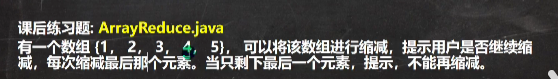 课后练习题: ArrayReduce.java
有一个数组 {1， 2， 3， 4， 5}， 可以将该数组进行缩减，提示用户是否继续缩
减，每次缩减最后那个元素。当只剩下最后一个元素，提示，不能再缩减。